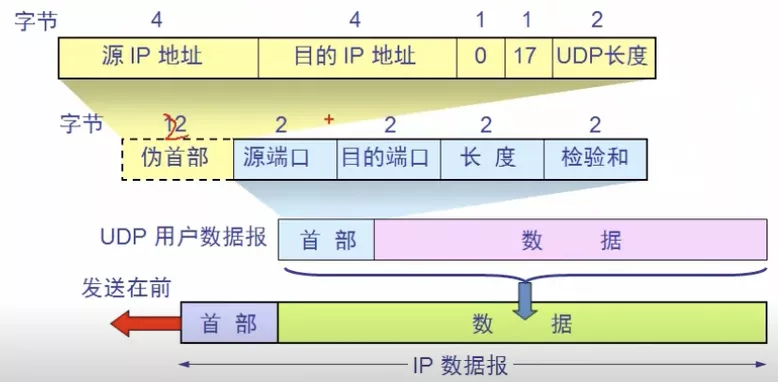 字节 4 4 1 1 2
源 IP 地址 目的 IP 地址 0 17 UDP长度
字节 12 2 2 2 2
伪首部 源端口 目的端口 长 度 检验和
UDP 用户数据报 首 部 数 据
发送在前
首 部 数 据
IP 数据报